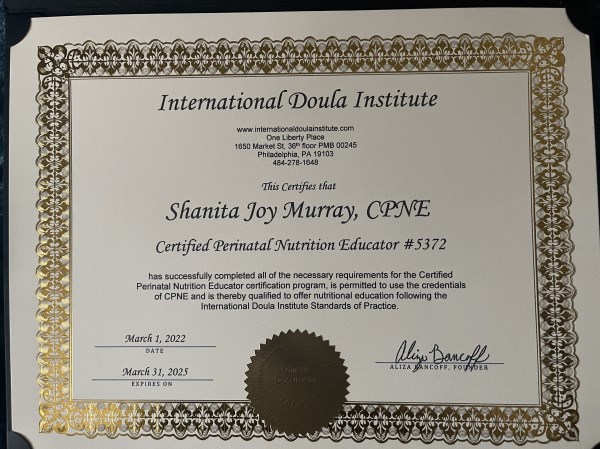 International Doula Institute
www.internationaldoulainstitute.com
One Liberty Place
1650 Market St, 36th floor PMB 00245
Philadelphia, PA 19103
484-278-1648
This Certifies that
Shanita Joy Murray, CPNE
Certified Perinatal Nutrition Educator #5372
has successfully completed all of the necessary requirements for the Certified
Perinatal Nutrition Educator certification program, is permitted to use the credentials
of CPNE and is thereby qualified to offer nutritional education following the
International Doula Institute Standards of Practice.
March 1, 2022
DATE
March 31, 2025
EXPIRES ON
Aliza Bancoff
ALIZA BANCOFF, FOUNDER